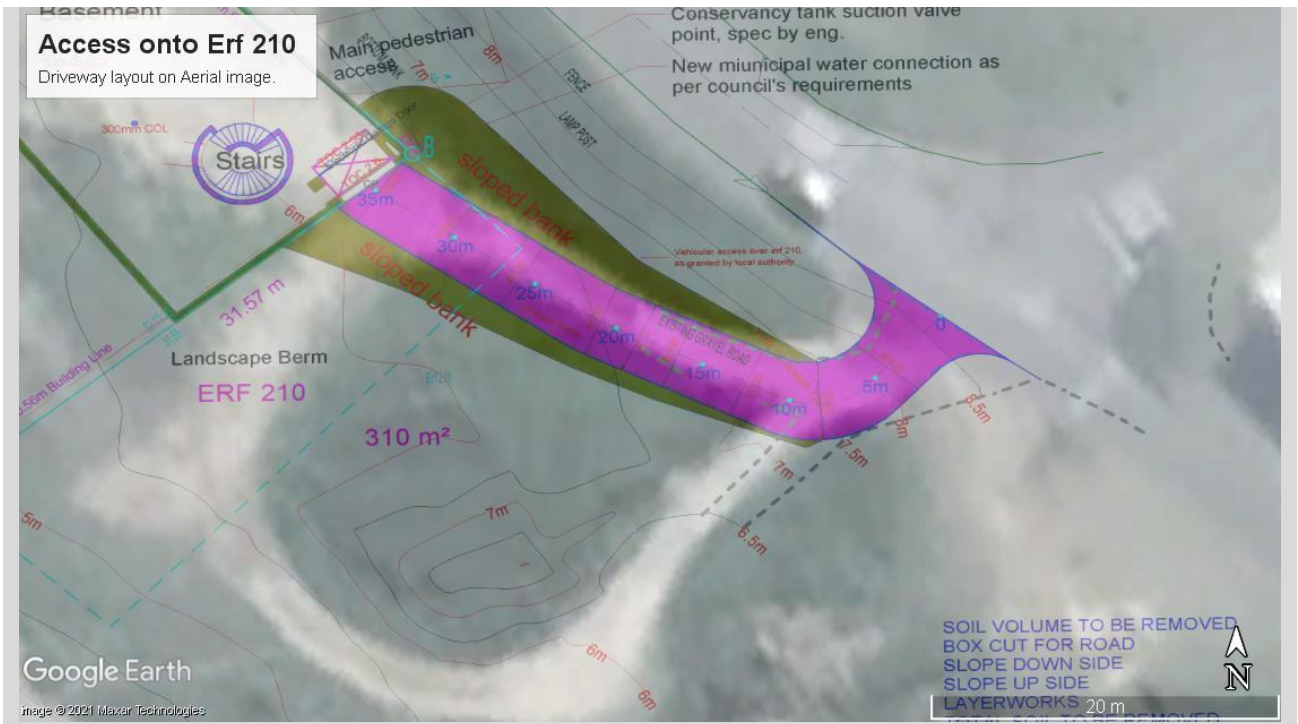 Basement
Access onto Erf 210
Driveway layout on Aerial image.
Main pedestrian
access
7m
8m
Conservancy tank suction valve
point, spec by eng.
New miunicipal water connection as
per council's requirements
FENCE
LAMP POST
300mm COL
Stairs
B
6m
sloped bank
sloped bank
35m
30m
25m
20m
15m
10m
5m
0
EXISTING GRAVEL ROAD
Vehicular access over erf 210,
as granted by local authority
31.57 m
Landscape Berm
ERF 210
310 m²
Building Line
8.5m
8m
7.5m
7m
6.5m
7m
5m
6m
6m
SOIL VOLUME TO BE REMOVED
BOX CUT FOR ROAD
SLOPE DOWN SIDE
SLOPE UP SIDE
LAYERWORKS
N
20 m
Google Earth
Image © 2021 Maxar Technologies